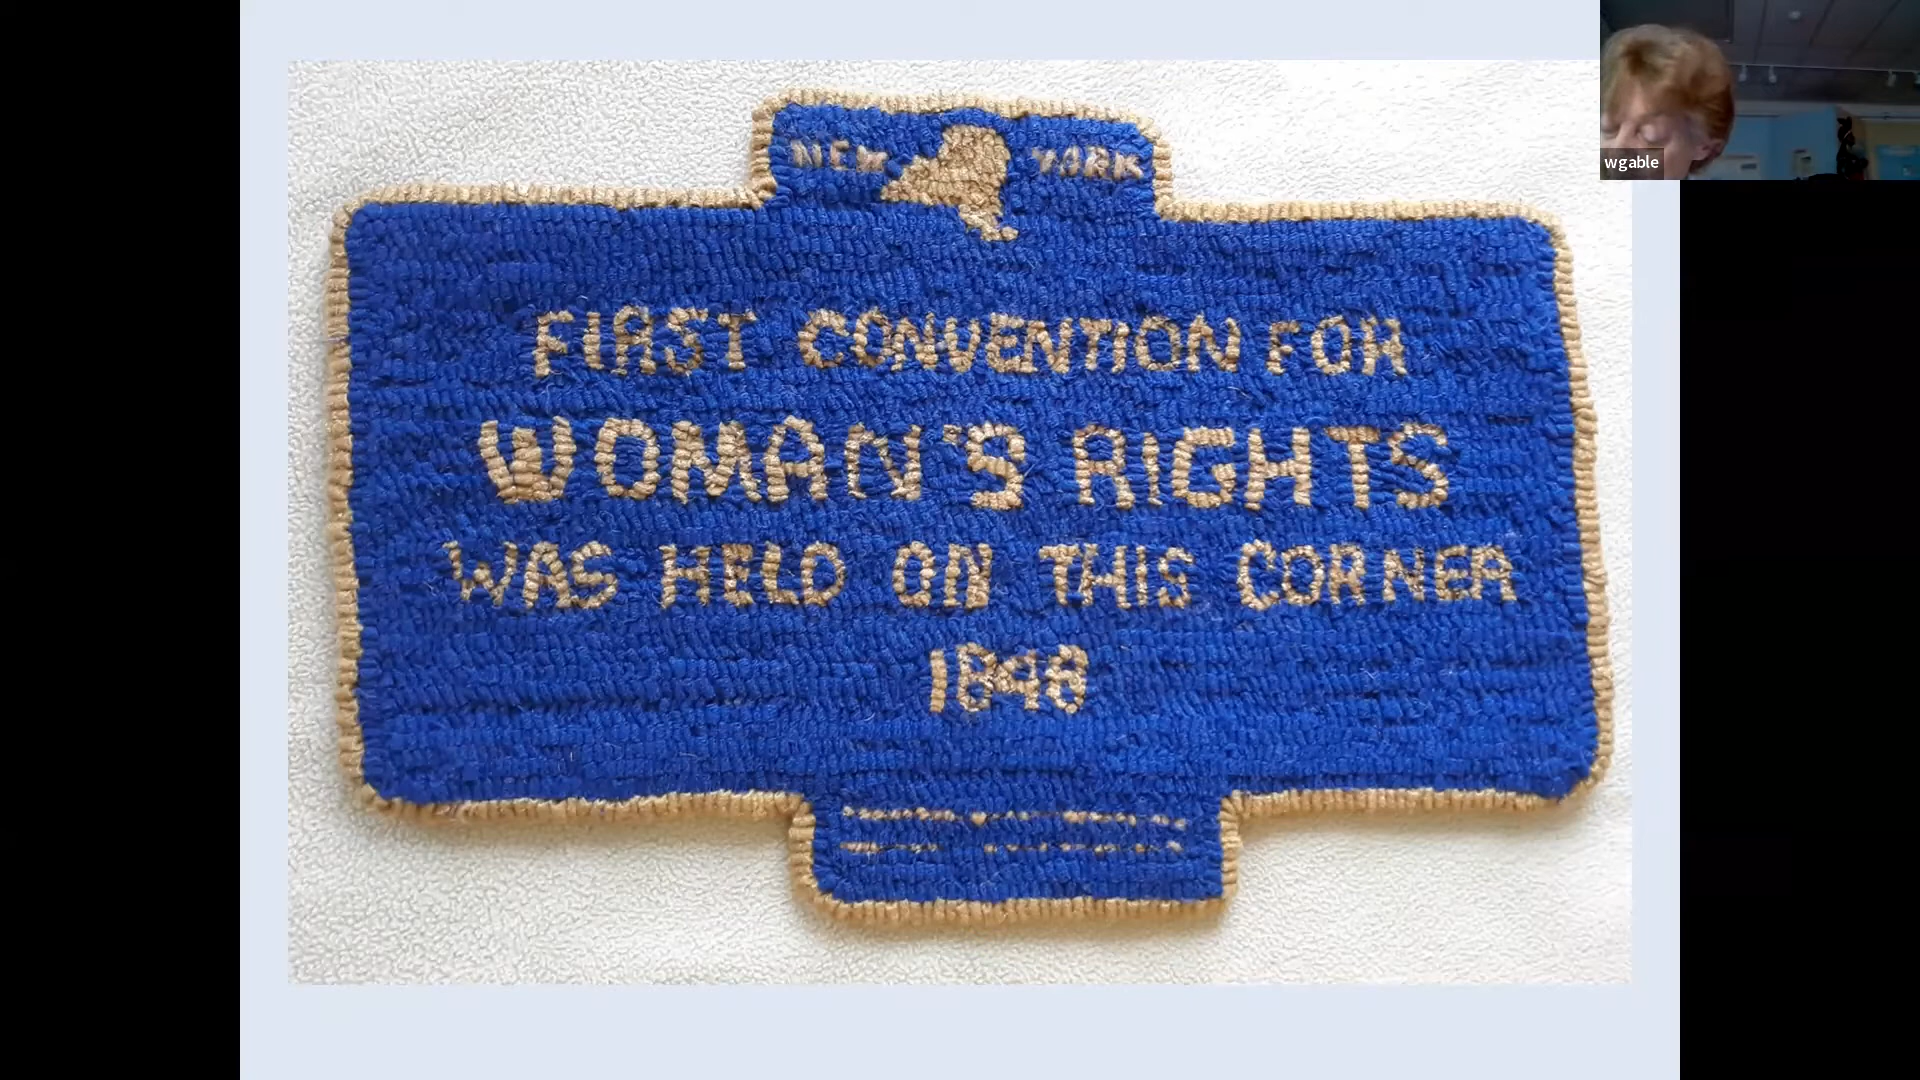 NEW YORK
FIRST CONVENTION FOR
WOMAN'S RIGHTS
WAS HELD ON THIS CORNER
1848
wgable